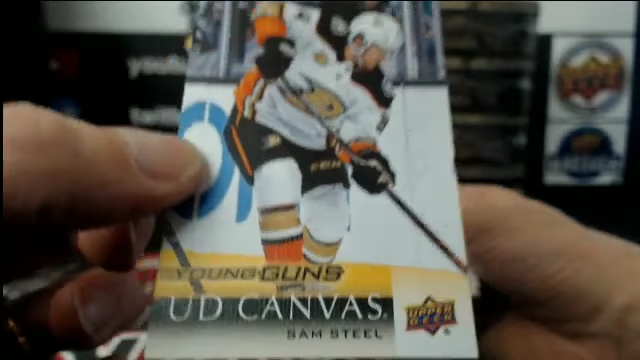 YOUNG GUNS
UD CANVAS
SAM STEEL
UPPER
DECK